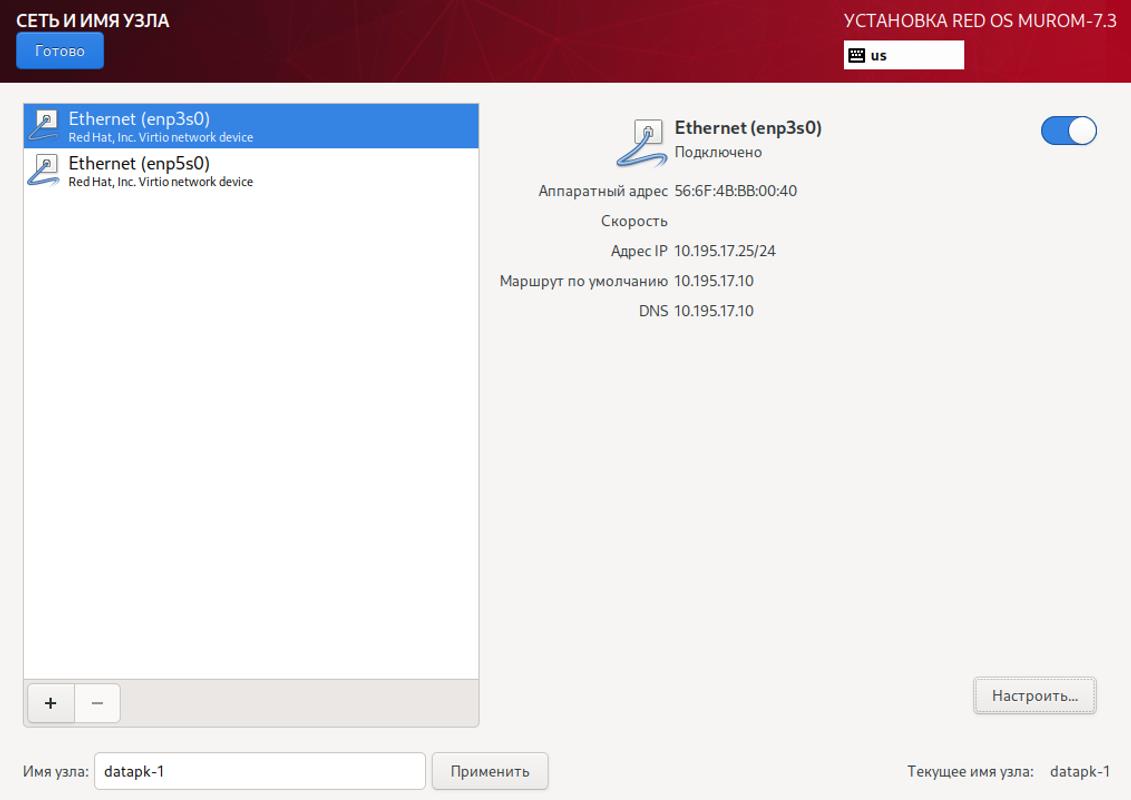 СЕТЬ И ИМЯ УЗЛА
УСТАНОВКА RED OS MUROM-7.3
Готово
us
Ethernet (enp3s0)
Red Hat, Inc. Virtio network device
Ethernet (enp5s0)
Red Hat, Inc. Virtio network device
Ethernet (enp3s0)
Подключено
Аппаратный адрес 56:6F:4B:BB:00:40
Скорость
Адрес IP 10.195.17.25/24
Маршрут по умолчанию 10.195.17.10
DNS 10.195.17.10
+ −
Настроить...
Имя узла: datapk-1 Применить
Текущее имя узла: datapk-1